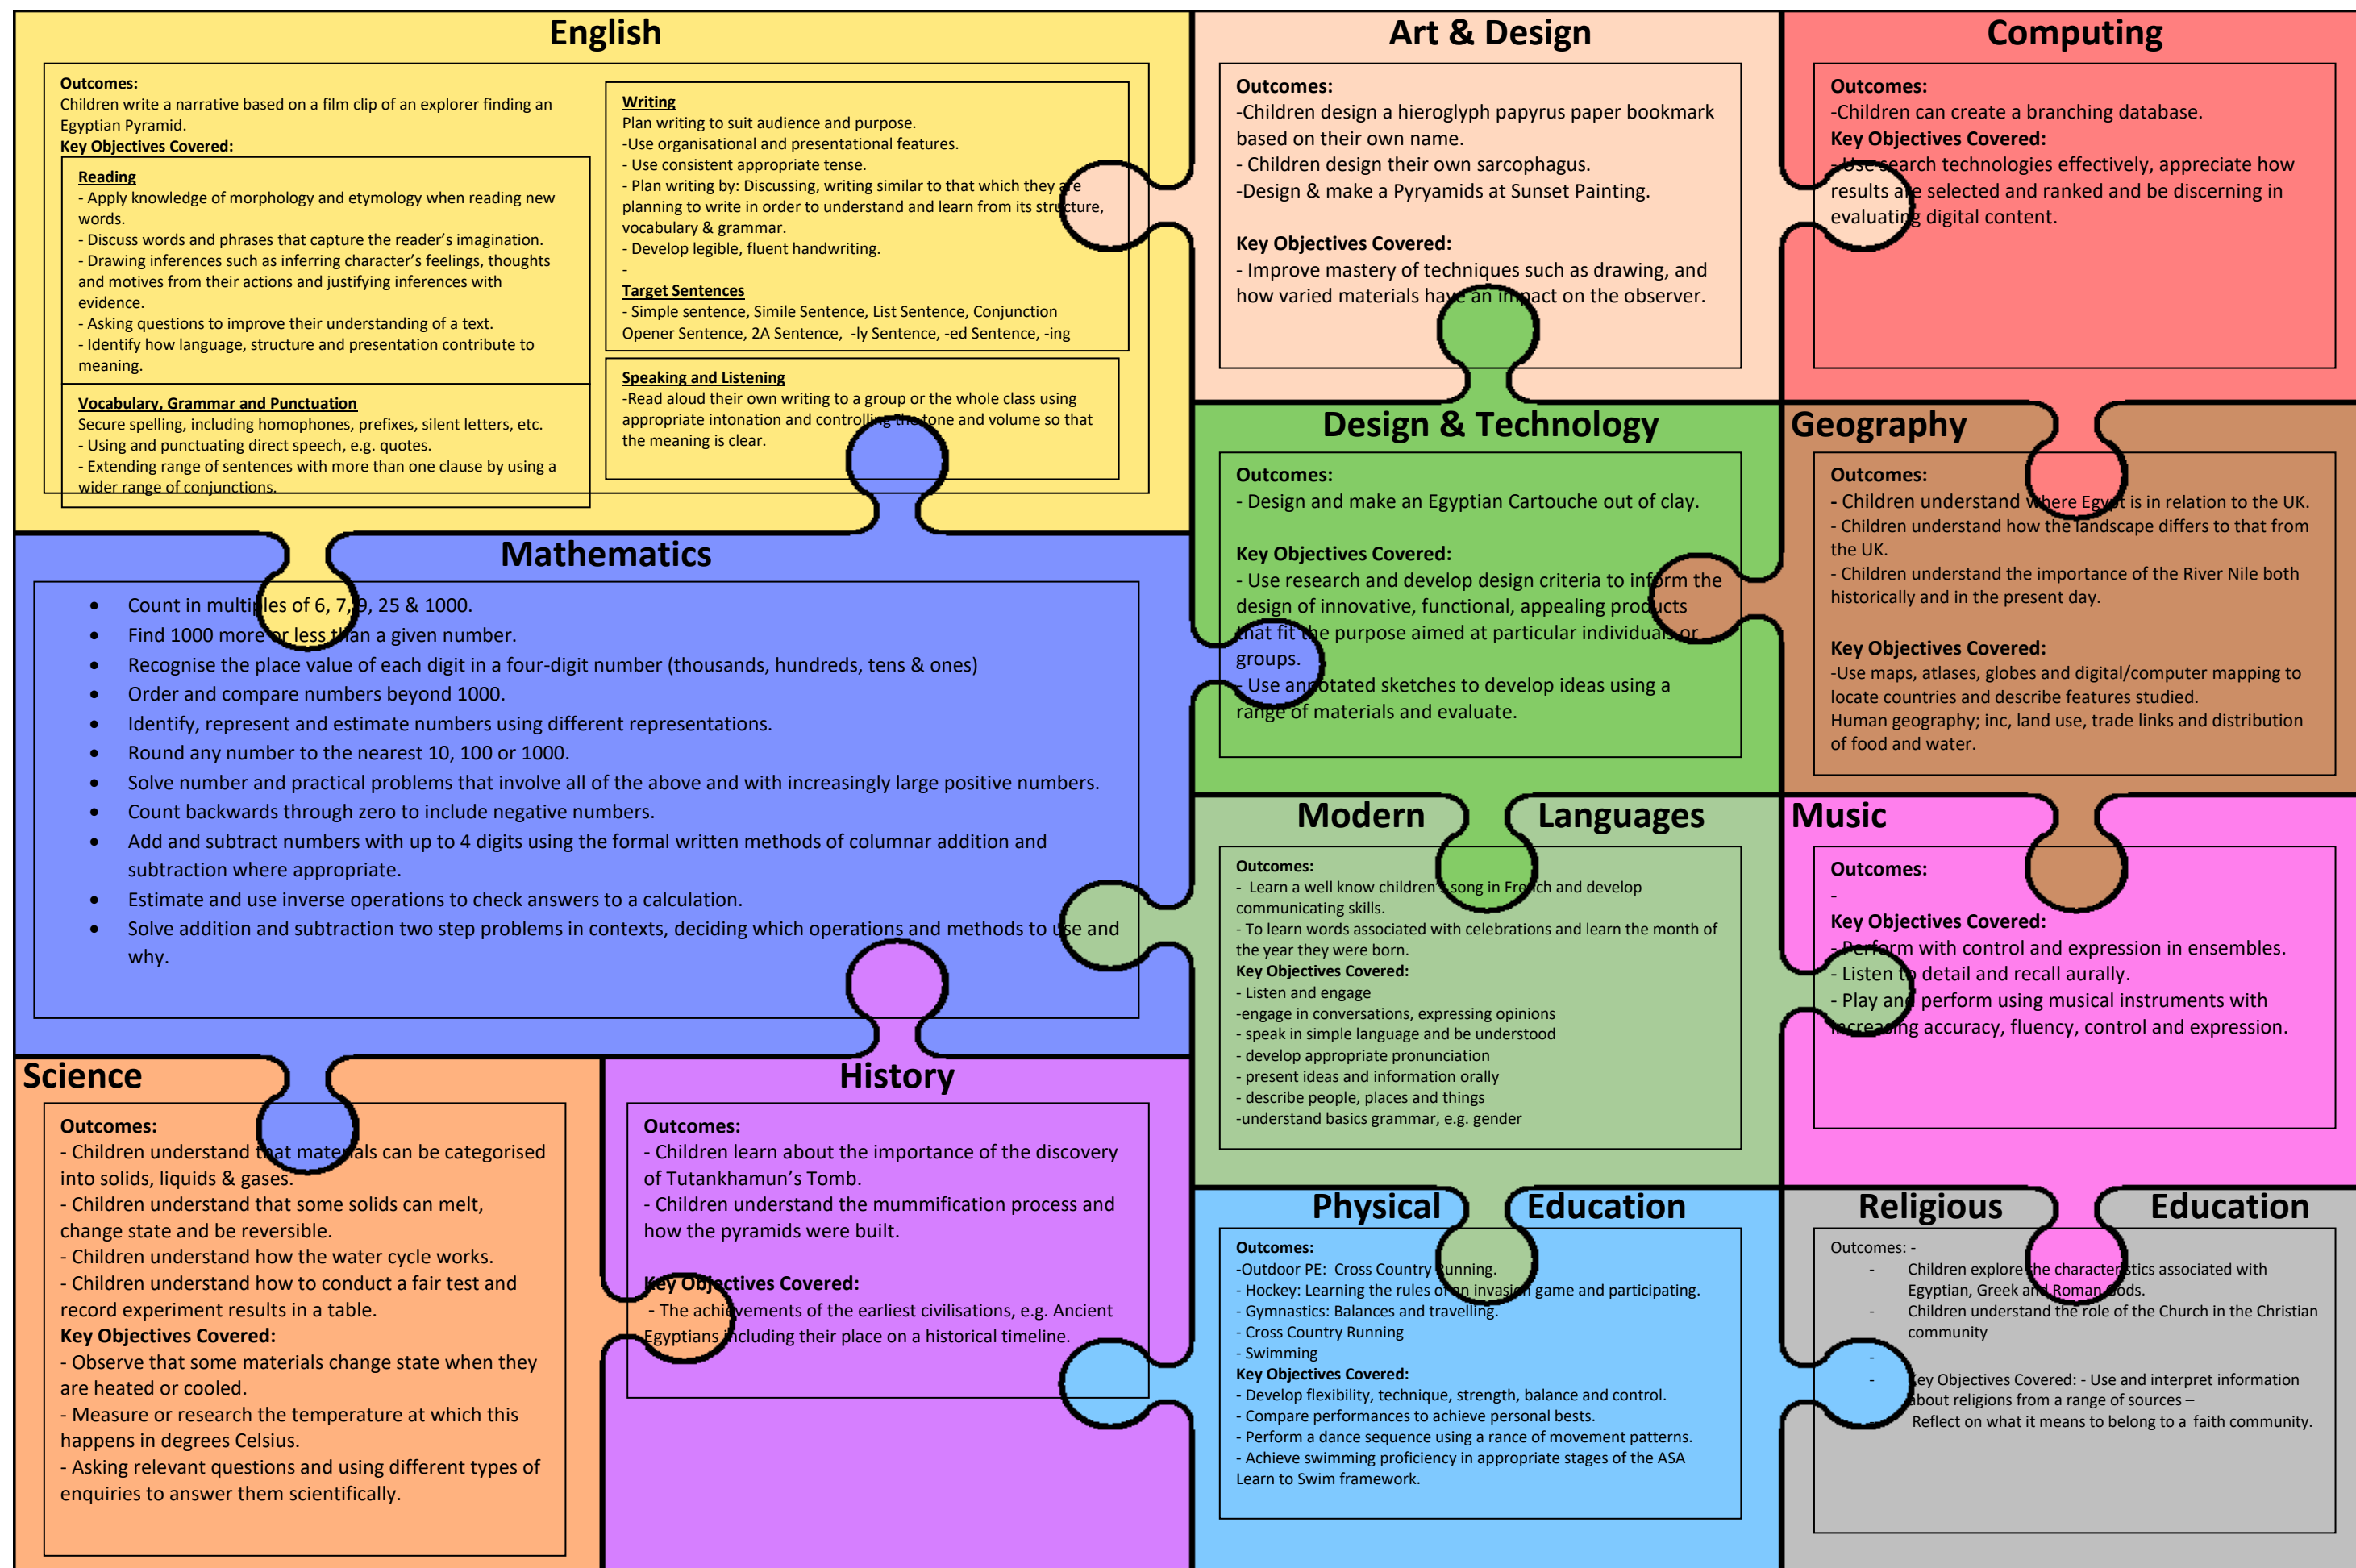 English
Outcomes:
Children write a narrative based on a film clip of an explorer finding an
Egyptian Pyramid.
Key Objectives Covered:
Reading
- Apply knowledge of morphology and etymology when reading new
words.
- Discuss words and phrases that capture the reader’s imagination.
- Drawing inferences such as inferring character’s feelings, thoughts
and motives from their actions and justifying inferences with
evidence.
- Asking questions to improve their understanding of a text.
- Identify how language, structure and presentation contribute to
meaning.
Vocabulary, Grammar and Punctuation
Secure spelling, including homophones, prefixes, silent letters, etc.
- Using and punctuating direct speech, e.g. quotes.
- Extending range of sentences with more than one clause by using a
wider range of conjunctions.
Writing
Plan writing to suit audience and purpose.
-Use organisational and presentational features.
- Use consistent appropriate tense.
- Plan writing by: Discussing, writing similar to that which they are
planning to write in order to understand and learn from its structure,
vocabulary & grammar.
- Develop legible, fluent handwriting.
-
Target Sentences
- Simple sentence, Simile Sentence, List Sentence, Conjunction
Opener Sentence, 2A Sentence,  -ly Sentence, -ed Sentence, -ing
Speaking and Listening
-Read aloud their own writing to a group or the whole class using
appropriate intonation and controlling the tone and volume so that
the meaning is clear.
Art & Design
Outcomes:
-Children design a hieroglyph papyrus paper bookmark
based on their own name.
- Children design their own sarcophagus.
-Design & make a Pyryamids at Sunset Painting.
Key Objectives Covered:
- Improve mastery of techniques such as drawing, and
how varied materials have an impact on the observer.
Computing
Outcomes:
-Children can create a branching database.
Key Objectives Covered:
- Use search technologies effectively, appreciate how
results are selected and ranked and be discerning in
evaluating digital content.
Design & Technology
Outcomes:
- Design and make an Egyptian Cartouche out of clay.
Key Objectives Covered:
- Use research and develop design criteria to inform the
design of innovative, functional, appealing products
that fit the purpose aimed at particular individuals or
groups.
- Use annotated sketches to develop ideas using a
range of materials and evaluate.
Geography
Outcomes:
- Children understand where Egypt is in relation to the UK.
- Children understand how the landscape differs to that from
the UK.
- Children understand the importance of the River Nile both
historically and in the present day.
Key Objectives Covered:
-Use maps, atlases, globes and digital/computer mapping to
locate countries and describe features studied.
Human geography; inc, land use, trade links and distribution
of food and water.
Mathematics
• Count in multiples of 6, 7, 9, 25 & 1000.
• Find 1000 more or less than a given number.
• Recognise the place value of each digit in a four-digit number (thousands, hundreds, tens & ones)
• Order and compare numbers beyond 1000.
• Identify, represent and estimate numbers using different representations.
• Round any number to the nearest 10, 100 or 1000.
• Solve number and practical problems that involve all of the above and with increasingly large positive numbers.
• Count backwards through zero to include negative numbers.
• Add and subtract numbers with up to 4 digits using the formal written methods of columnar addition and
subtraction where appropriate.
• Estimate and use inverse operations to check answers to a calculation.
• Solve addition and subtraction two step problems in contexts, deciding which operations and methods to use and
why.
Modern Languages
Outcomes:
- Learn a well know children’s song in French and develop
communicating skills.
- To learn words associated with celebrations and learn the month of
the year they were born.
Key Objectives Covered:
- Listen and engage
-engage in conversations, expressing opinions
- speak in simple language and be understood
- develop appropriate pronunciation
- present ideas and information orally
- describe people, places and things
-understand basics grammar, e.g. gender
Music
Outcomes:
-
Key Objectives Covered:
- Perform with control and expression in ensembles.
- Listen to detail and recall aurally.
- Play and perform using musical instruments with
increasing accuracy, fluency, control and expression.
Science
Outcomes:
- Children understand that materials can be categorised
into solids, liquids & gases.
- Children understand that some solids can melt,
change state and be reversible.
- Children understand how the water cycle works.
- Children understand how to conduct a fair test and
record experiment results in a table.
Key Objectives Covered:
- Observe that some materials change state when they
are heated or cooled.
- Measure or research the temperature at which this
happens in degrees Celsius.
- Asking relevant questions and using different types of
enquiries to answer them scientifically.
History
Outcomes:
- Children learn about the importance of the discovery
of Tutankhamun’s Tomb.
- Children understand the mummification process and
how the pyramids were built.
Key Objectives Covered:
- The achievements of the earliest civilisations, e.g. Ancient
Egyptians including their place on a historical timeline.
Physical Education
Outcomes:
-Outdoor PE:  Cross Country Running.
- Hockey: Learning the rules of an invasion game and participating.
- Gymnastics: Balances and travelling.
- Cross Country Running
- Swimming
Key Objectives Covered:
- Develop flexibility, technique, strength, balance and control.
- Compare performances to achieve personal bests.
- Perform a dance sequence using a rance of movement patterns.
- Achieve swimming proficiency in appropriate stages of the ASA
Learn to Swim framework.
Religious Education
Outcomes: -
- Children explore the characteristics associated with
Egyptian, Greek and Roman Gods.
- Children understand the role of the Church in the Christian
community
-
- Key Objectives Covered: - Use and interpret information
about religions from a range of sources –
Reflect on what it means to belong to a faith community.